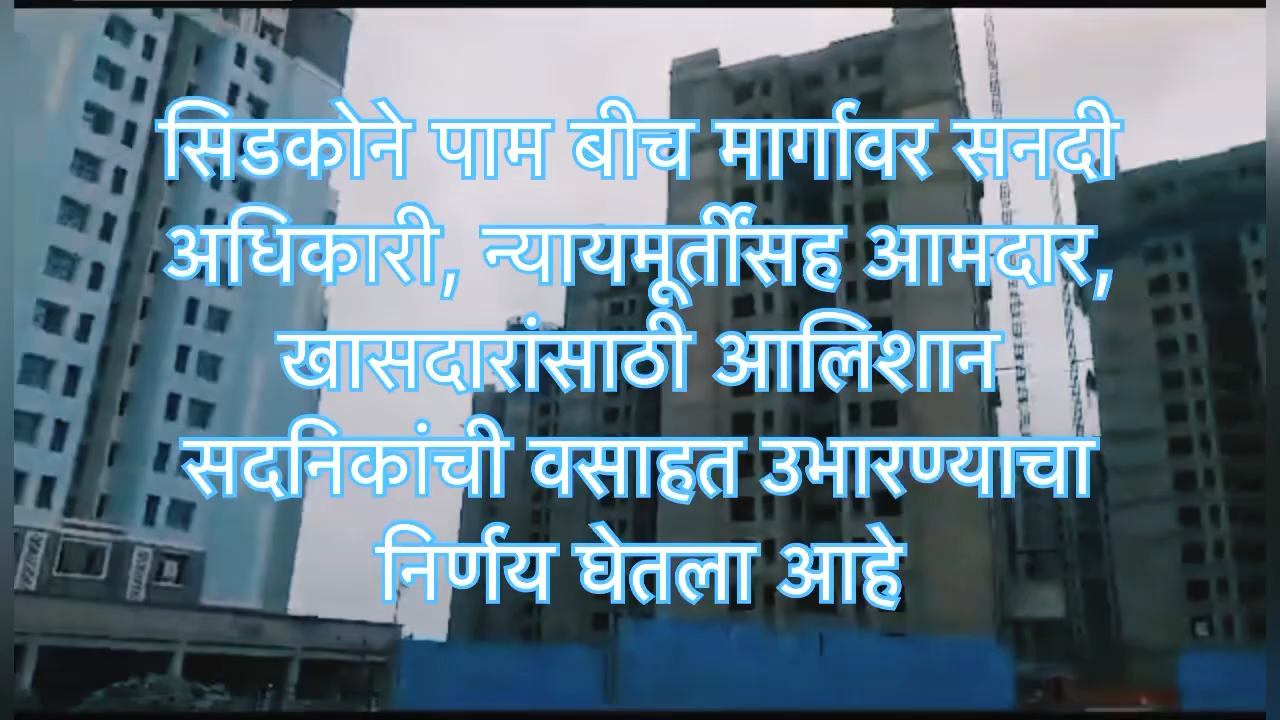 सिडकोने पाम बीच मार्गावर सनदी
अधिकारी, न्यायमूर्तींसह आमदार,
खासदारांसाठी आलिशान
सदनिकांची वसाहत उभारण्याचा
निर्णय घेतला आहे